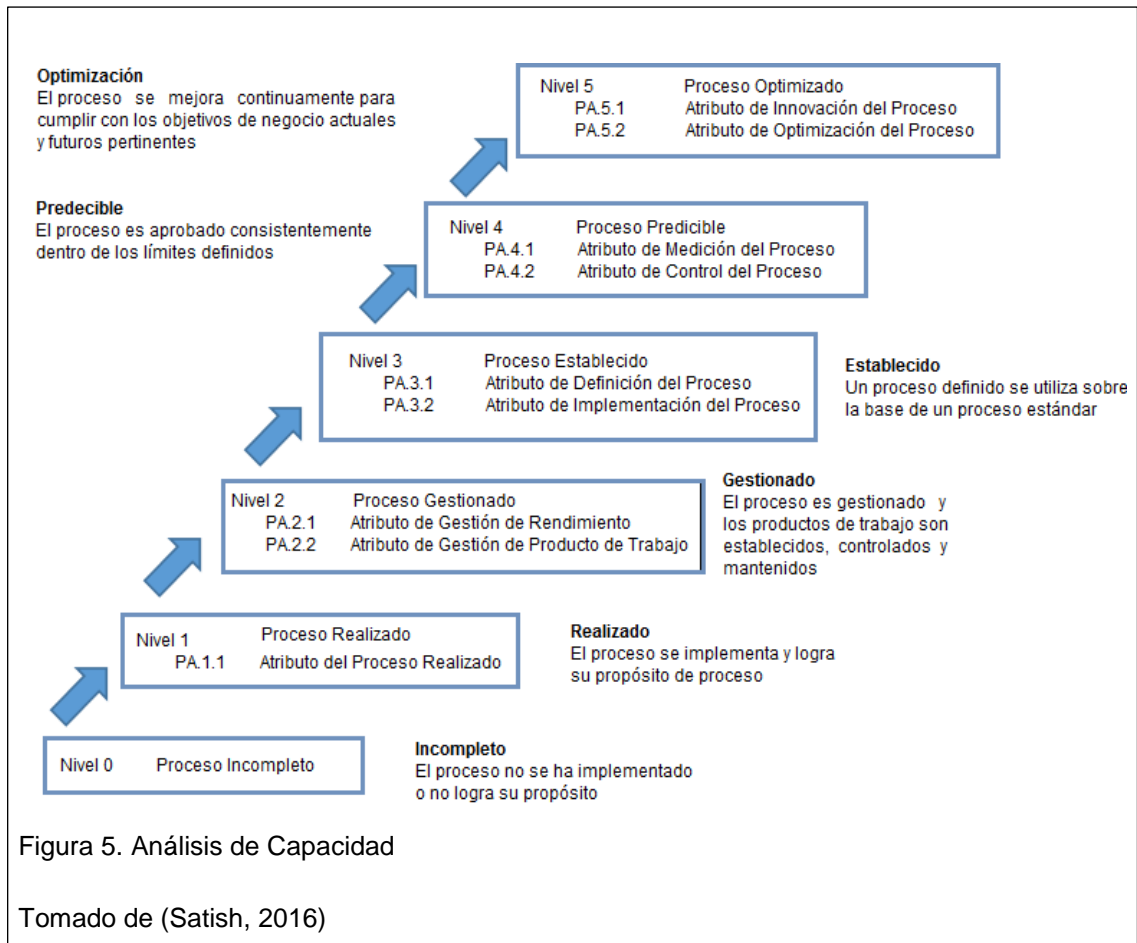 Optimización
El proceso se mejora continuamente para
cumplir con los objetivos de negocio actuales
y futuros pertinentes
Nivel 5 Proceso Optimizado
PA.5.1 Atributo de Innovación del Proceso
PA.5.2 Atributo de Optimización del Proceso
Predecible
El proceso es aprobado consistentemente
dentro de los límites definidos
Nivel 4 Proceso Predicible
PA.4.1 Atributo de Medición del Proceso
PA.4.2 Atributo de Control del Proceso
Nivel 3 Proceso Establecido
PA.3.1 Atributo de Definición del Proceso
PA.3.2 Atributo de Implementación del Proceso
Establecido
Un proceso definido se utiliza sobre
la base de un proceso estándar
Nivel 2 Proceso Gestionado
PA.2.1 Atributo de Gestión de Rendimiento
PA.2.2 Atributo de Gestión de Producto de Trabajo
Gestionado
El proceso es gestionado y
los productos de trabajo son
establecidos, controlados y
mantenidos
Nivel 1 Proceso Realizado
PA.1.1 Atributo del Proceso Realizado
Realizado
El proceso se implementa y logra
su propósito de proceso
Nivel 0 Proceso Incompleto
Incompleto
El proceso no se ha implementado
o no logra su propósito
Figura 5. Análisis de Capacidad
Tomado de (Satish, 2016)